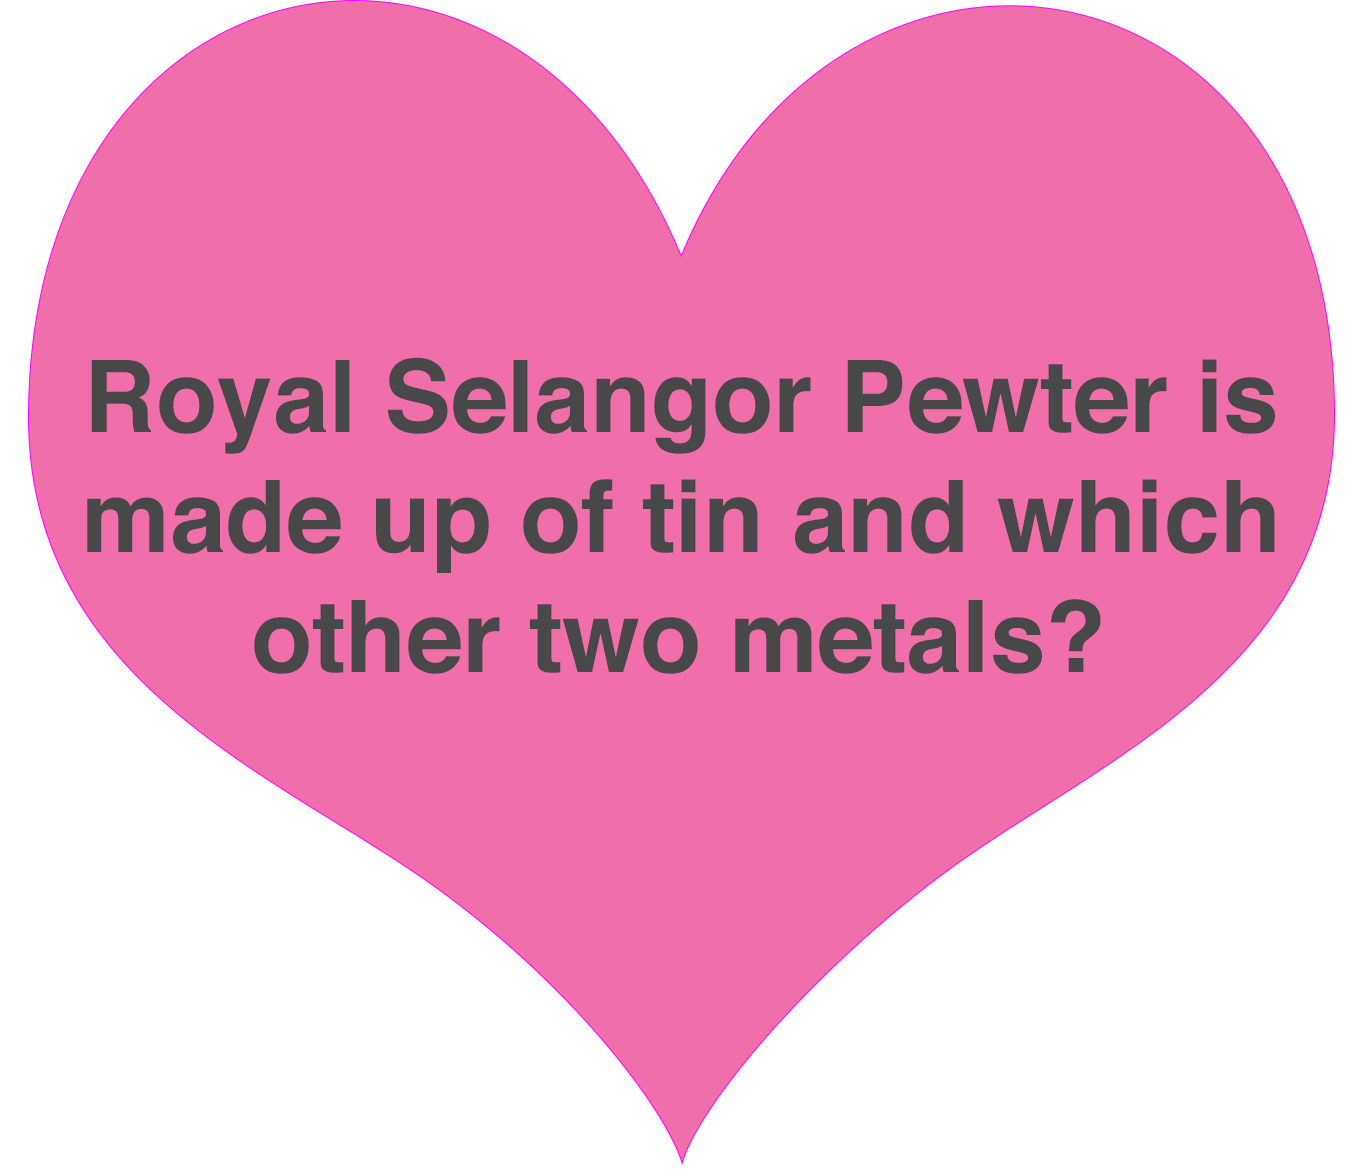 Royal Selangor Pewter is
made up of tin and which
other two metals?